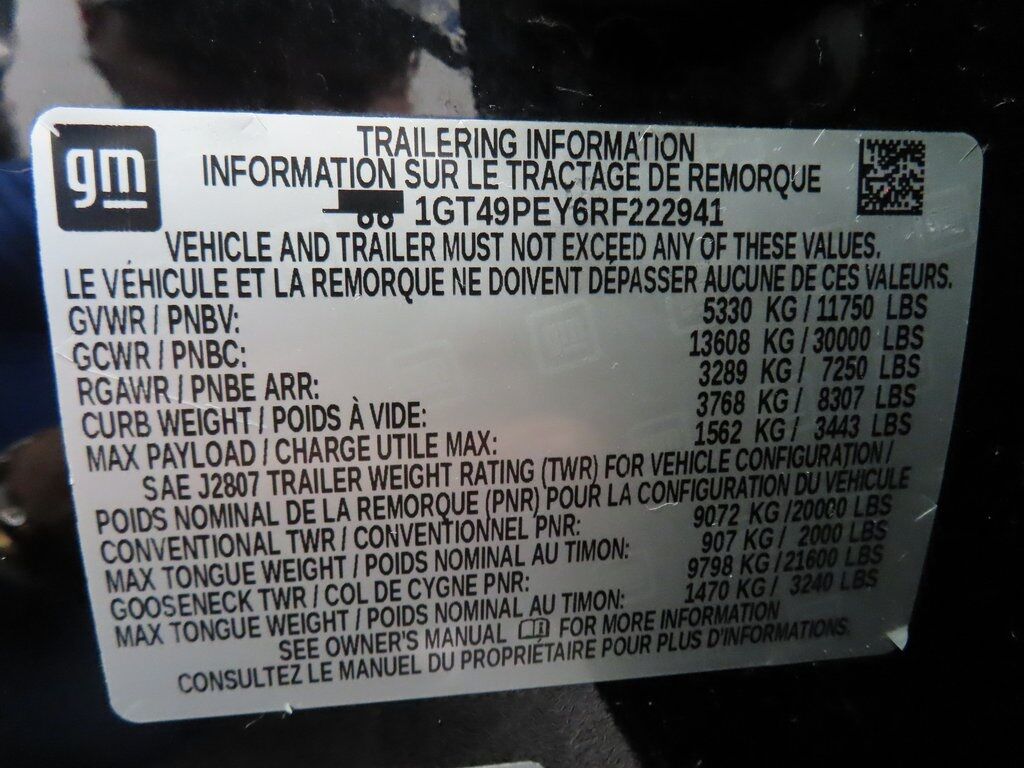 gm
TRAILERING INFORMATION
INFORMATION SUR LE TRACTAGE DE REMORQUE
1GT49PEY6RF222941
VEHICLE AND TRAILER MUST NOT EXCEED ANY OF THESE VALUES.
LE VÉHICULE ET LA REMORQUE NE DOIVENT DÉPASSER AUCUNE DE CES VALEURS.
GVWR / PNBV: 5330 KG / 11750 LBS
GCWR / PNBC: 13608 KG / 30000 LBS
RGAWR / PNBE ARR: 3289 KG / 7250 LBS
CURB WEIGHT / POIDS À VIDE: 3768 KG / 8307 LBS
MAX PAYLOAD / CHARGE UTILE MAX: 1562 KG / 3443 LBS
SAE J2807 TRAILER WEIGHT RATING (TWR) FOR VEHICLE CONFIGURATION /
POIDS NOMINAL DE LA REMORQUE (PNR) POUR LA CONFIGURATION DU VÉHICULE
CONVENTIONAL TWR / CONVENTIONNEL PNR: 9072 KG / 20000 LBS
MAX TONGUE WEIGHT / POIDS NOMINAL AU TIMON: 907 KG / 2000 LBS
GOOSENECK TWR / COL DE CYGNE PNR: 9798 KG / 21600 LBS
MAX TONGUE WEIGHT / POIDS NOMINAL AU TIMON: 1470 KG / 3240 LBS
SEE OWNER'S MANUAL FOR MORE INFORMATION
CONSULTEZ LE MANUEL DU PROPRIÉTAIRE POUR PLUS D'INFORMATIONS.